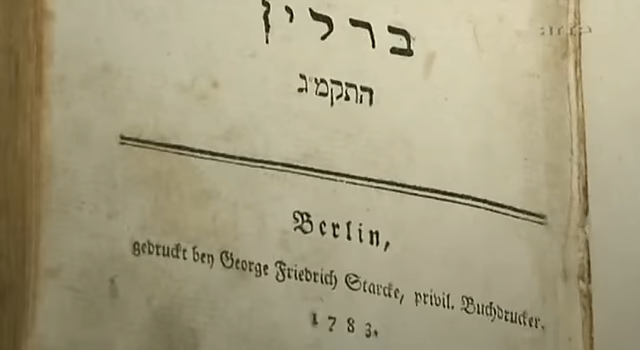 ברלין
התקמ״ג
Berlin,
gedruckt bey George Friedrich Starcke, privil. Buchdrucker.
1783.